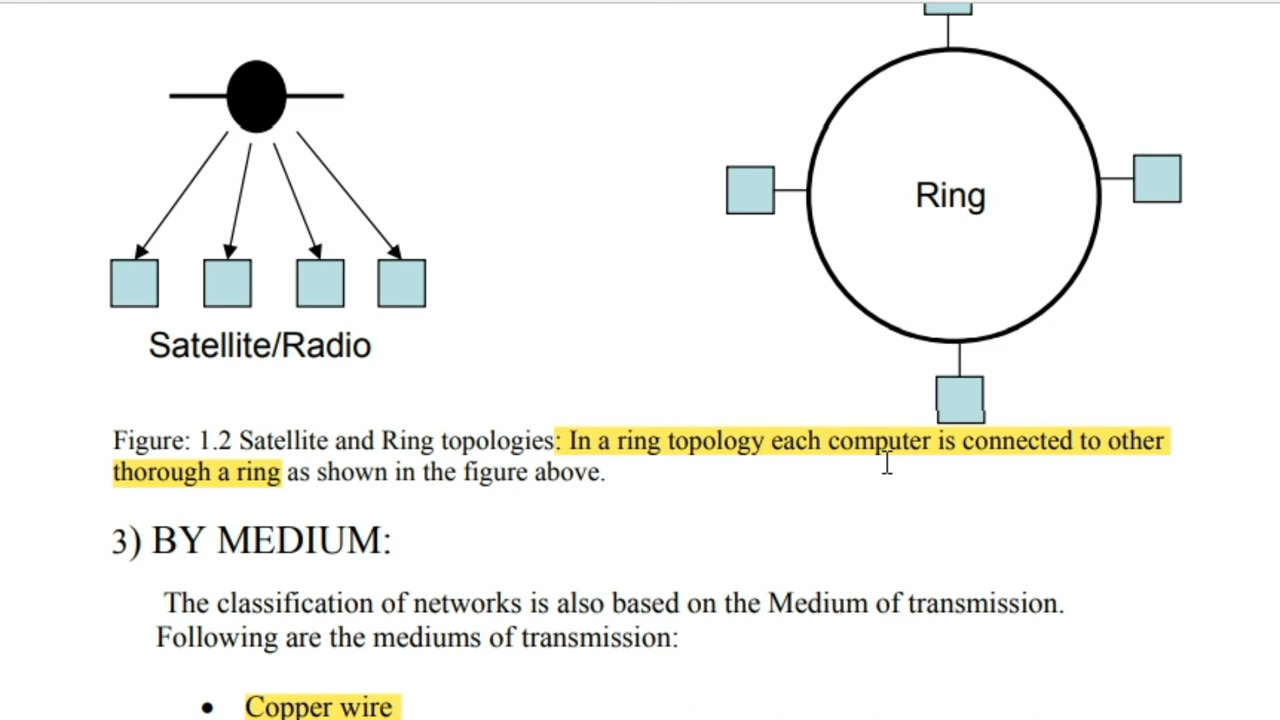 Ring
Satellite/Radio
Figure: 1.2 Satellite and Ring topologies: In a ring topology each computer is connected to other
thorough a ring as shown in the figure above.
3) BY MEDIUM:
The classification of networks is also based on the Medium of transmission.
Following are the mediums of transmission:
• Copper wire